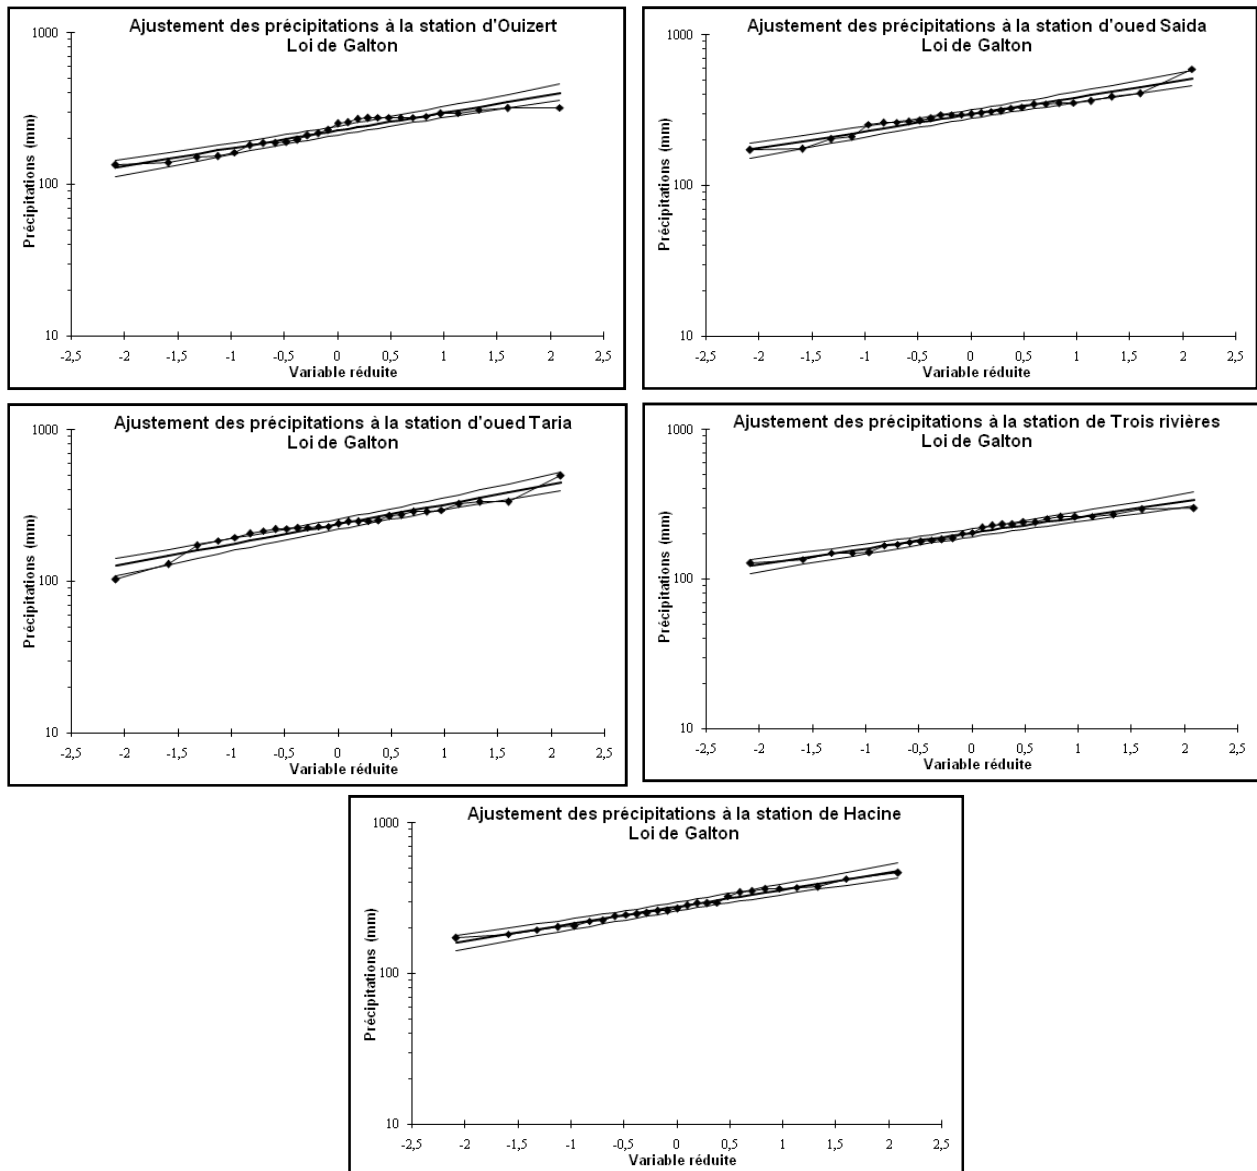 Ajustement des précipitations à la station d'Ouizert
Loi de Galton
1000
100
10
Précipitations (mm)
-2,5 -2 -1,5 -1 -0,5 0 0,5 1 1,5 2 2,5
Variable réduite
Ajustement des précipitations à la station d'oued Saida
Loi de Galton
1000
100
10
Précipitations (mm)
-2,5 -2 -1,5 -1 -0,5 0 0,5 1 1,5 2 2,5
Variable réduite
Ajustement des précipitations à la station d'oued Taria
Loi de Galton
1000
100
10
Précipitations (mm)
-2,5 -2 -1,5 -1 -0,5 0 0,5 1 1,5 2 2,5
Variable réduite
Ajustement des précipitations à la station de Trois rivières
Loi de Galton
1000
100
10
Précipitations (mm)
-2,5 -2 -1,5 -1 -0,5 0 0,5 1 1,5 2 2,5
Variable réduite
Ajustement des précipitations à la station de Hacine
Loi de Galton
1000
100
10
Précipitations (mm)
-2,5 -2 -1,5 -1 -0,5 0 0,5 1 1,5 2 2,5
Variable réduite